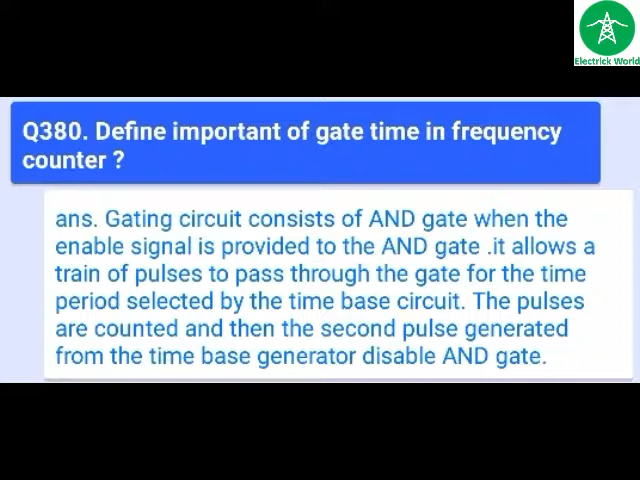 Electrick World
Q380. Define important of gate time in frequency
counter ?
ans. Gating circuit consists of AND gate when the
enable signal is provided to the AND gate .it allows a
train of pulses to pass through the gate for the time
period selected by the time base circuit. The pulses
are counted and then the second pulse generated
from the time base generator disable AND gate.